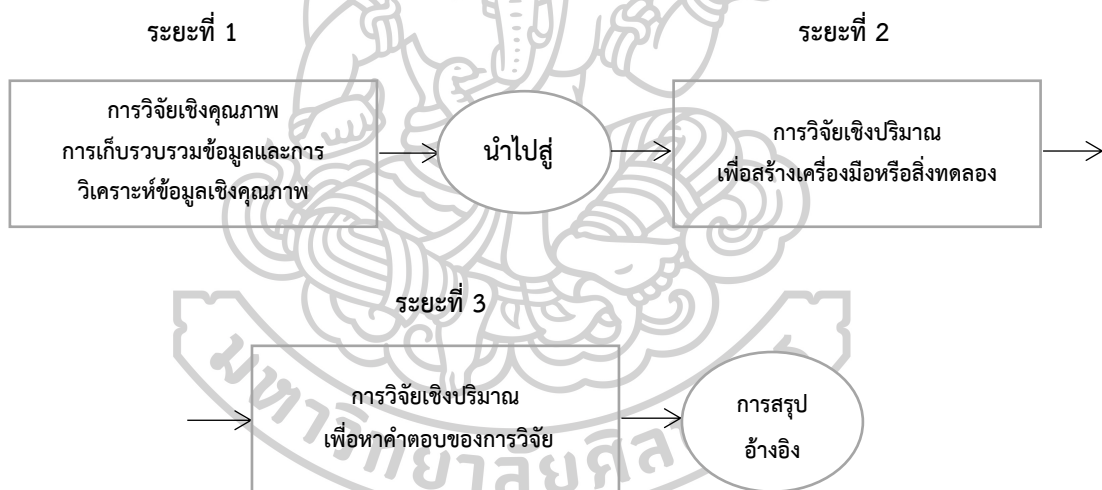 ระยะที่ 1
ระยะที่ 2
การวิจัยเชิงคุณภาพ
การเก็บรวบรวมข้อมูลและการ
วิเคราะห์ข้อมูลเชิงคุณภาพ
นำไปสู่
การวิจัยเชิงปริมาณ
เพื่อสร้างเครื่องมือหรือสิ่งทดลอง
ระยะที่ 3
การวิจัยเชิงปริมาณ
เพื่อหาคำตอบของการวิจัย
การสรุป
อ้างอิง